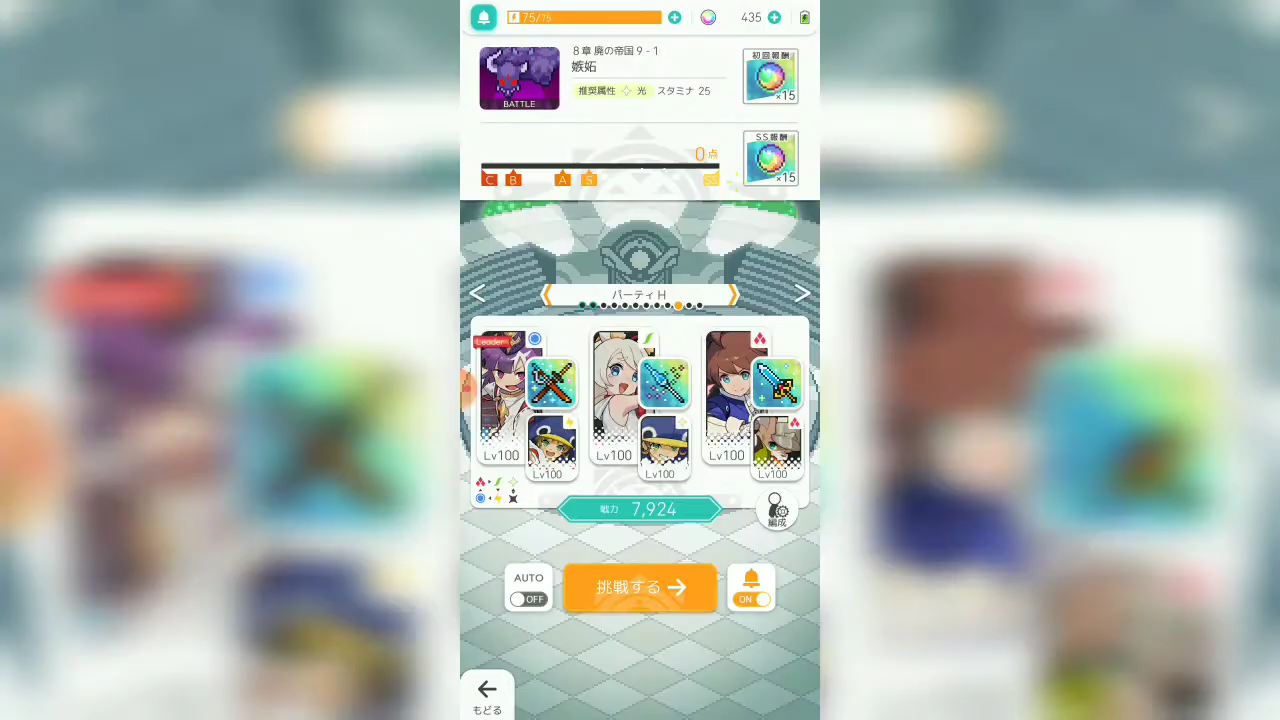 75/75
435
8章 廃の帝国 9-1
嫉妬
推奨属性 光 スタミナ 25
BATTLE
初回報酬
×15
SS報酬
×15
0点
C B A S SS
パーティH
Leader
Lv100 Lv100 Lv100
Lv100 Lv100 Lv100
戦力 7,924
編成
AUTO
OFF
挑戦する
ON
もどる